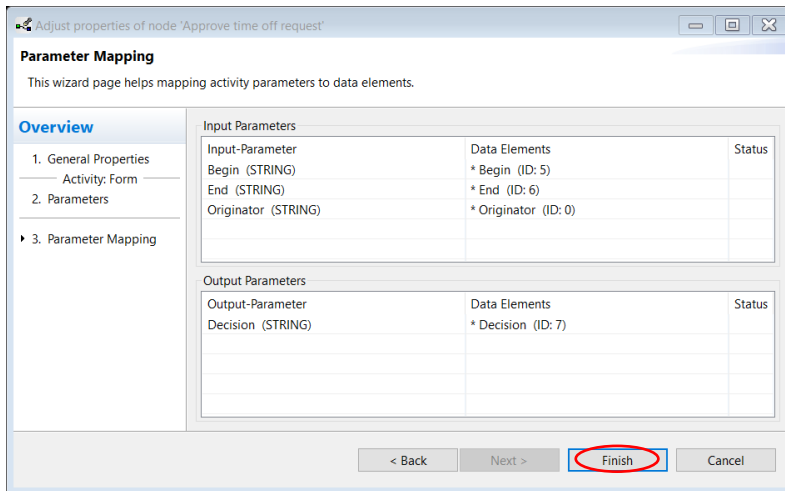 Adjust properties of node 'Approve time off request'
Parameter Mapping
This wizard page helps mapping activity parameters to data elements.
Overview
1. General Properties
Activity: Form
2. Parameters
3. Parameter Mapping
Input Parameters
Input-Parameter Data Elements Status
Begin (STRING) * Begin (ID: 5)
End (STRING) * End (ID: 6)
Originator (STRING) * Originator (ID: 0)
Output Parameters
Output-Parameter Data Elements Status
Decision (STRING) * Decision (ID: 7)
< Back Next > Finish Cancel